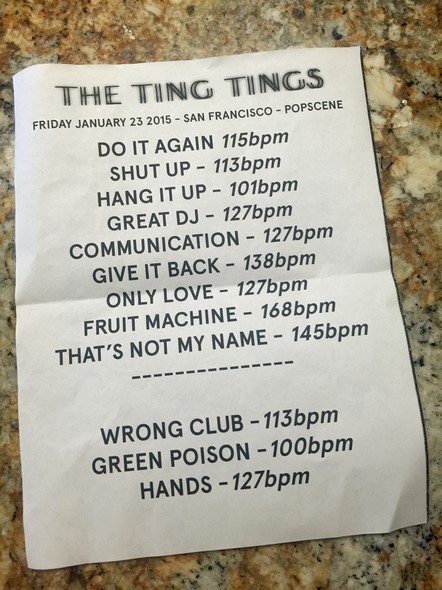 THE TING TINGS
FRIDAY JANUARY 23 2015 - SAN FRANCISCO - POPSCENE
DO IT AGAIN 115bpm
SHUT UP - 113bpm
HANG IT UP - 101bpm
GREAT DJ - 127bpm
COMMUNICATION - 127bpm
GIVE IT BACK - 138bpm
ONLY LOVE - 127bpm
FRUIT MACHINE - 168bpm
THAT'S NOT MY NAME - 145bpm
---------------
WRONG CLUB -113bpm
GREEN POISON -100bpm
HANDS -127bpm